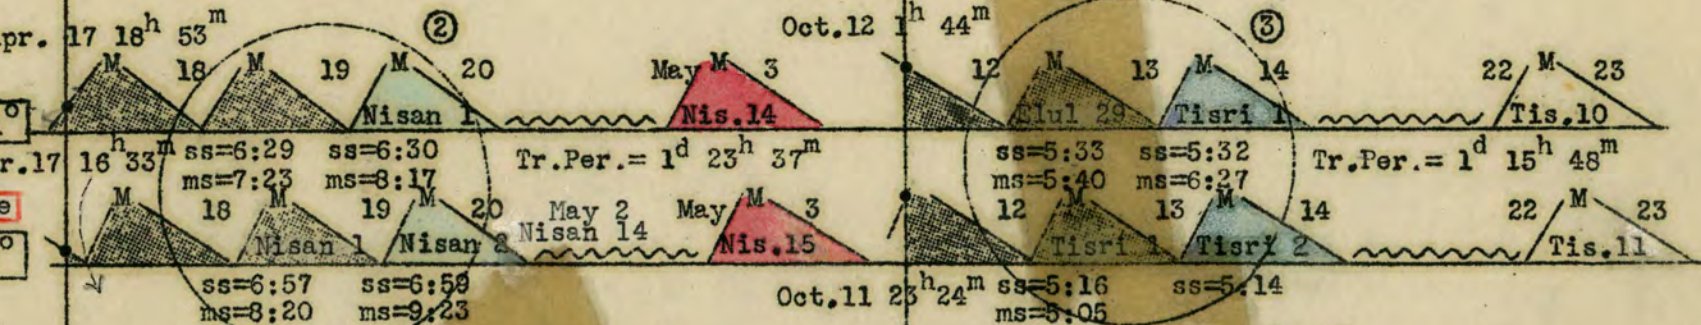 pr. 17 18h 53m ② Oct.12 1h 44m ③
M 18 M 19 M 20 May M 3 12 M 13 M 14 22 M 23
Nisan 1 Nis.14 Elul 29 Tisri 1 Tis.10
ss=6:29 ss=6:30 Tr.Per.= 1d 23h 37m ss=5:33 ss=5:32 Tr.Per.= 1d 15h 48m
r.17 16h33m ms=7:23 ms=8:17 ms=5:40 ms=6:27
e M 18 M 19 M 20 May 2 May M 3 12 M 13 M 14 22 M 23
Nisan 14
Nisan 1 Nisan 2 Nis.15 Tisri 1 Tisri 2 Tis.11
ss=6:57 ss=6:59 Oct.11 23h24m ss=5:16 ss=5:14
ms=8:20 ms=9:23 ms=5:05